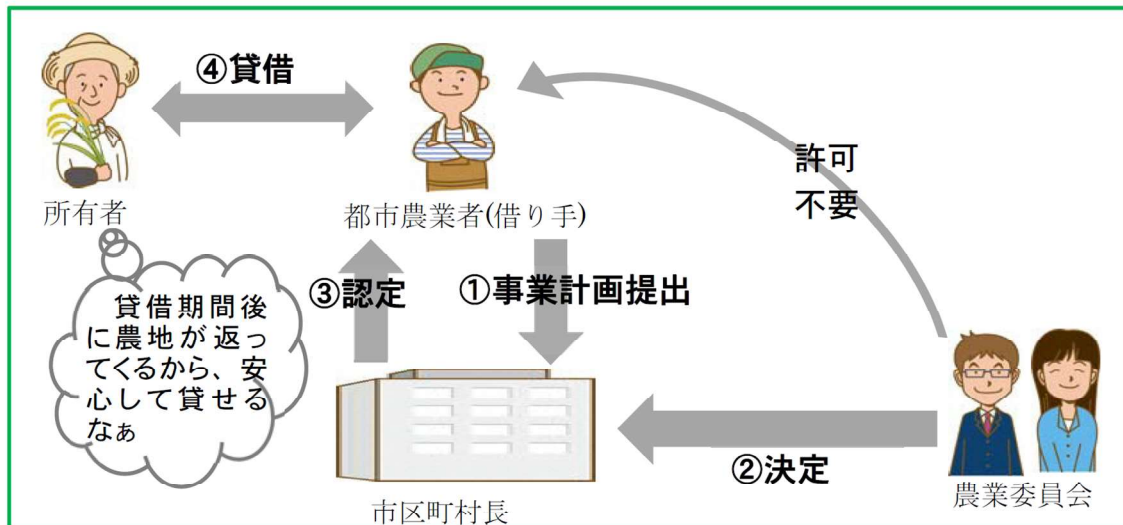 ④貸借
許可
不要
所有者
都市農業者(借り手)
③認定
①事業計画提出
貸借期間後
に農地が返っ
てくるから、安
心して貸せる
なぁ
②決定
市区町村長
農業委員会